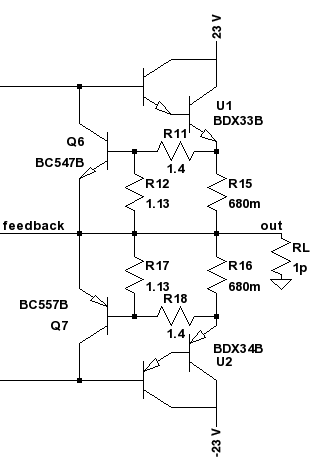 23 V
U1
BDX33B
Q6
R11
BC547B
1.4
R12
R15
1.13
680m
feedback
out
RL
1p
R17
R16
1.13
680m
BC557B
R18
Q7
1.4
BDX34B
U2
-23 V